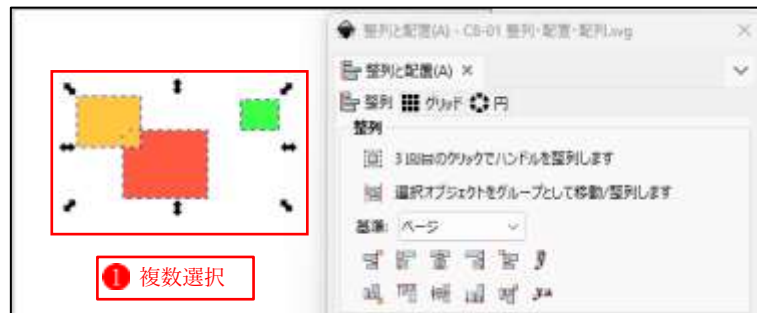 整列と配置(A) - CB-01 整列・配置・配列.svg
整列と配置(A)
整列 グリッド 円
整列
3回目のクリックでハンドルを整列します
選択オブジェクトをグループとして移動/整列します
基準: ページ
❶ 複数選択